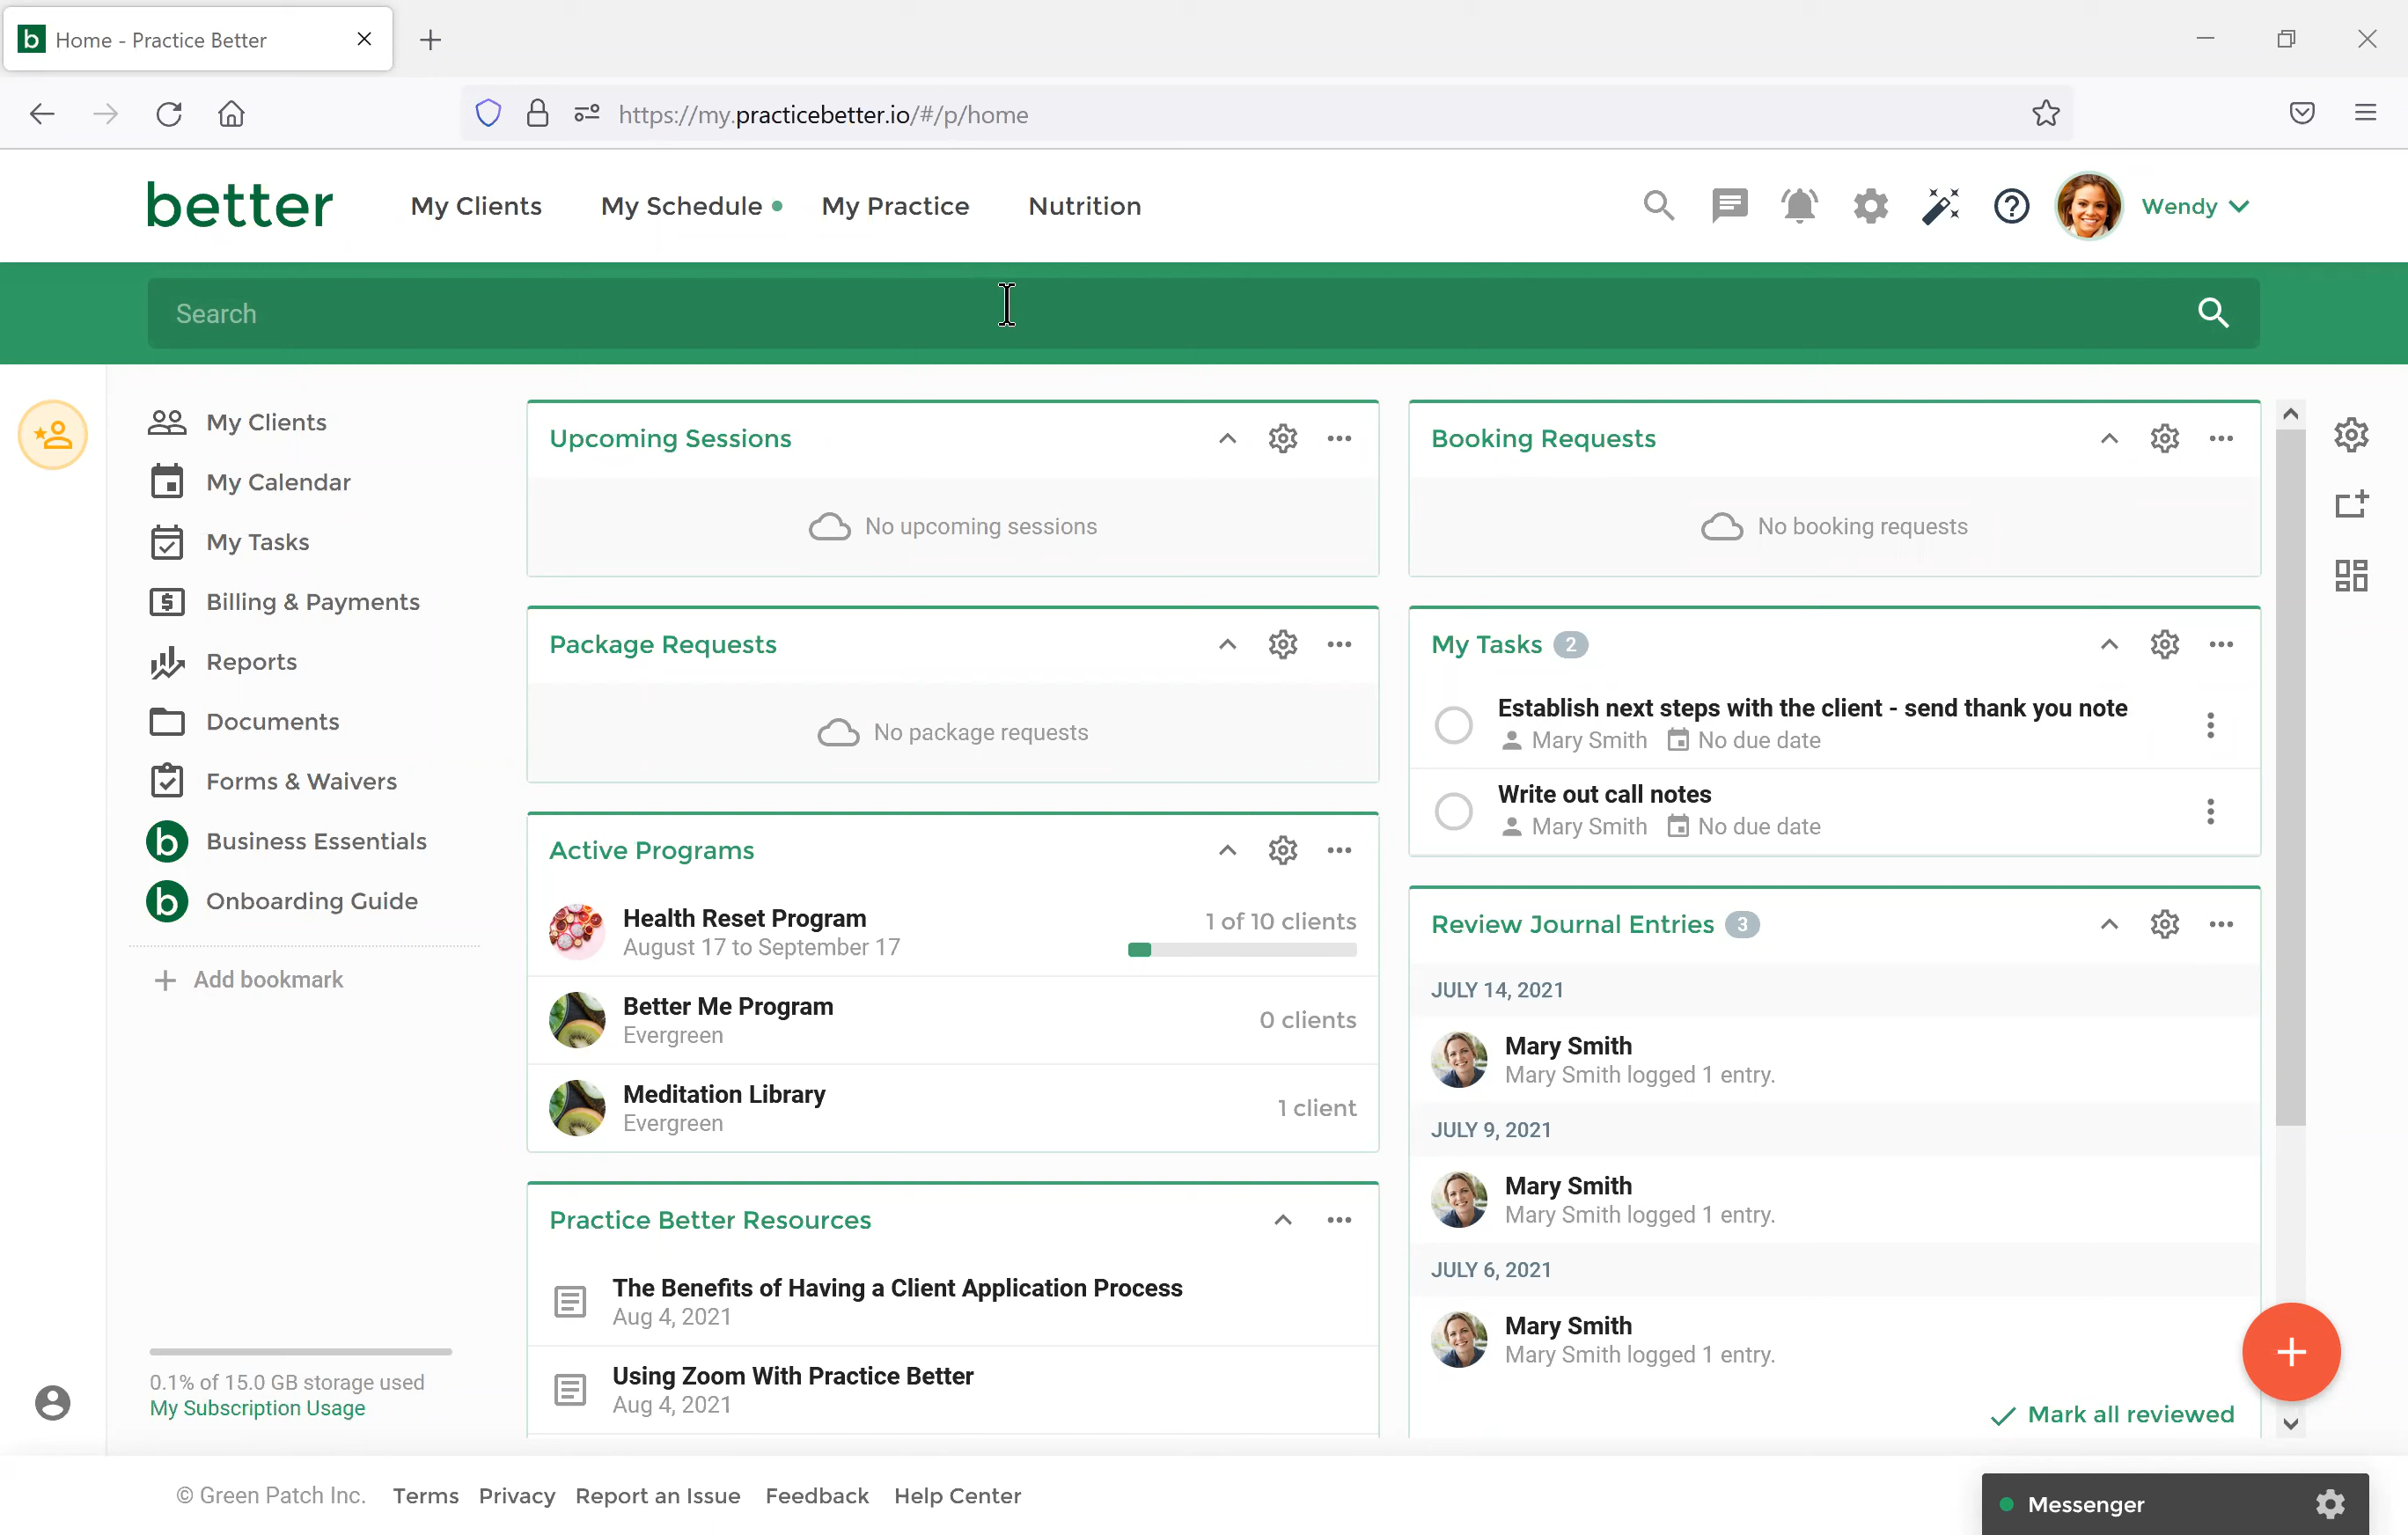 b Home - Practice Better
https://my.practicebetter.io/#/p/home
better My Clients My Schedule My Practice Nutrition Wendy
Search
My Clients
My Calendar
My Tasks
Billing & Payments
Reports
Documents
Forms & Waivers
b Business Essentials
b Onboarding Guide
Add bookmark
0.1% of 15.0 GB storage used
My Subscription Usage
Upcoming Sessions
No upcoming sessions
Package Requests
No package requests
Active Programs
Health Reset Program
August 17 to September 17
1 of 10 clients
Better Me Program
Evergreen
0 clients
Meditation Library
Evergreen
1 client
Practice Better Resources
The Benefits of Having a Client Application Process
Aug 4, 2021
Using Zoom With Practice Better
Aug 4, 2021
Booking Requests
No booking requests
My Tasks 2
Establish next steps with the client - send thank you note
Mary Smith No due date
Write out call notes
Mary Smith No due date
Review Journal Entries 3
JULY 14, 2021
Mary Smith
Mary Smith logged 1 entry.
JULY 9, 2021
Mary Smith
Mary Smith logged 1 entry.
JULY 6, 2021
Mary Smith
Mary Smith logged 1 entry.
Mark all reviewed
© Green Patch Inc. Terms Privacy Report an Issue Feedback Help Center
Messenger